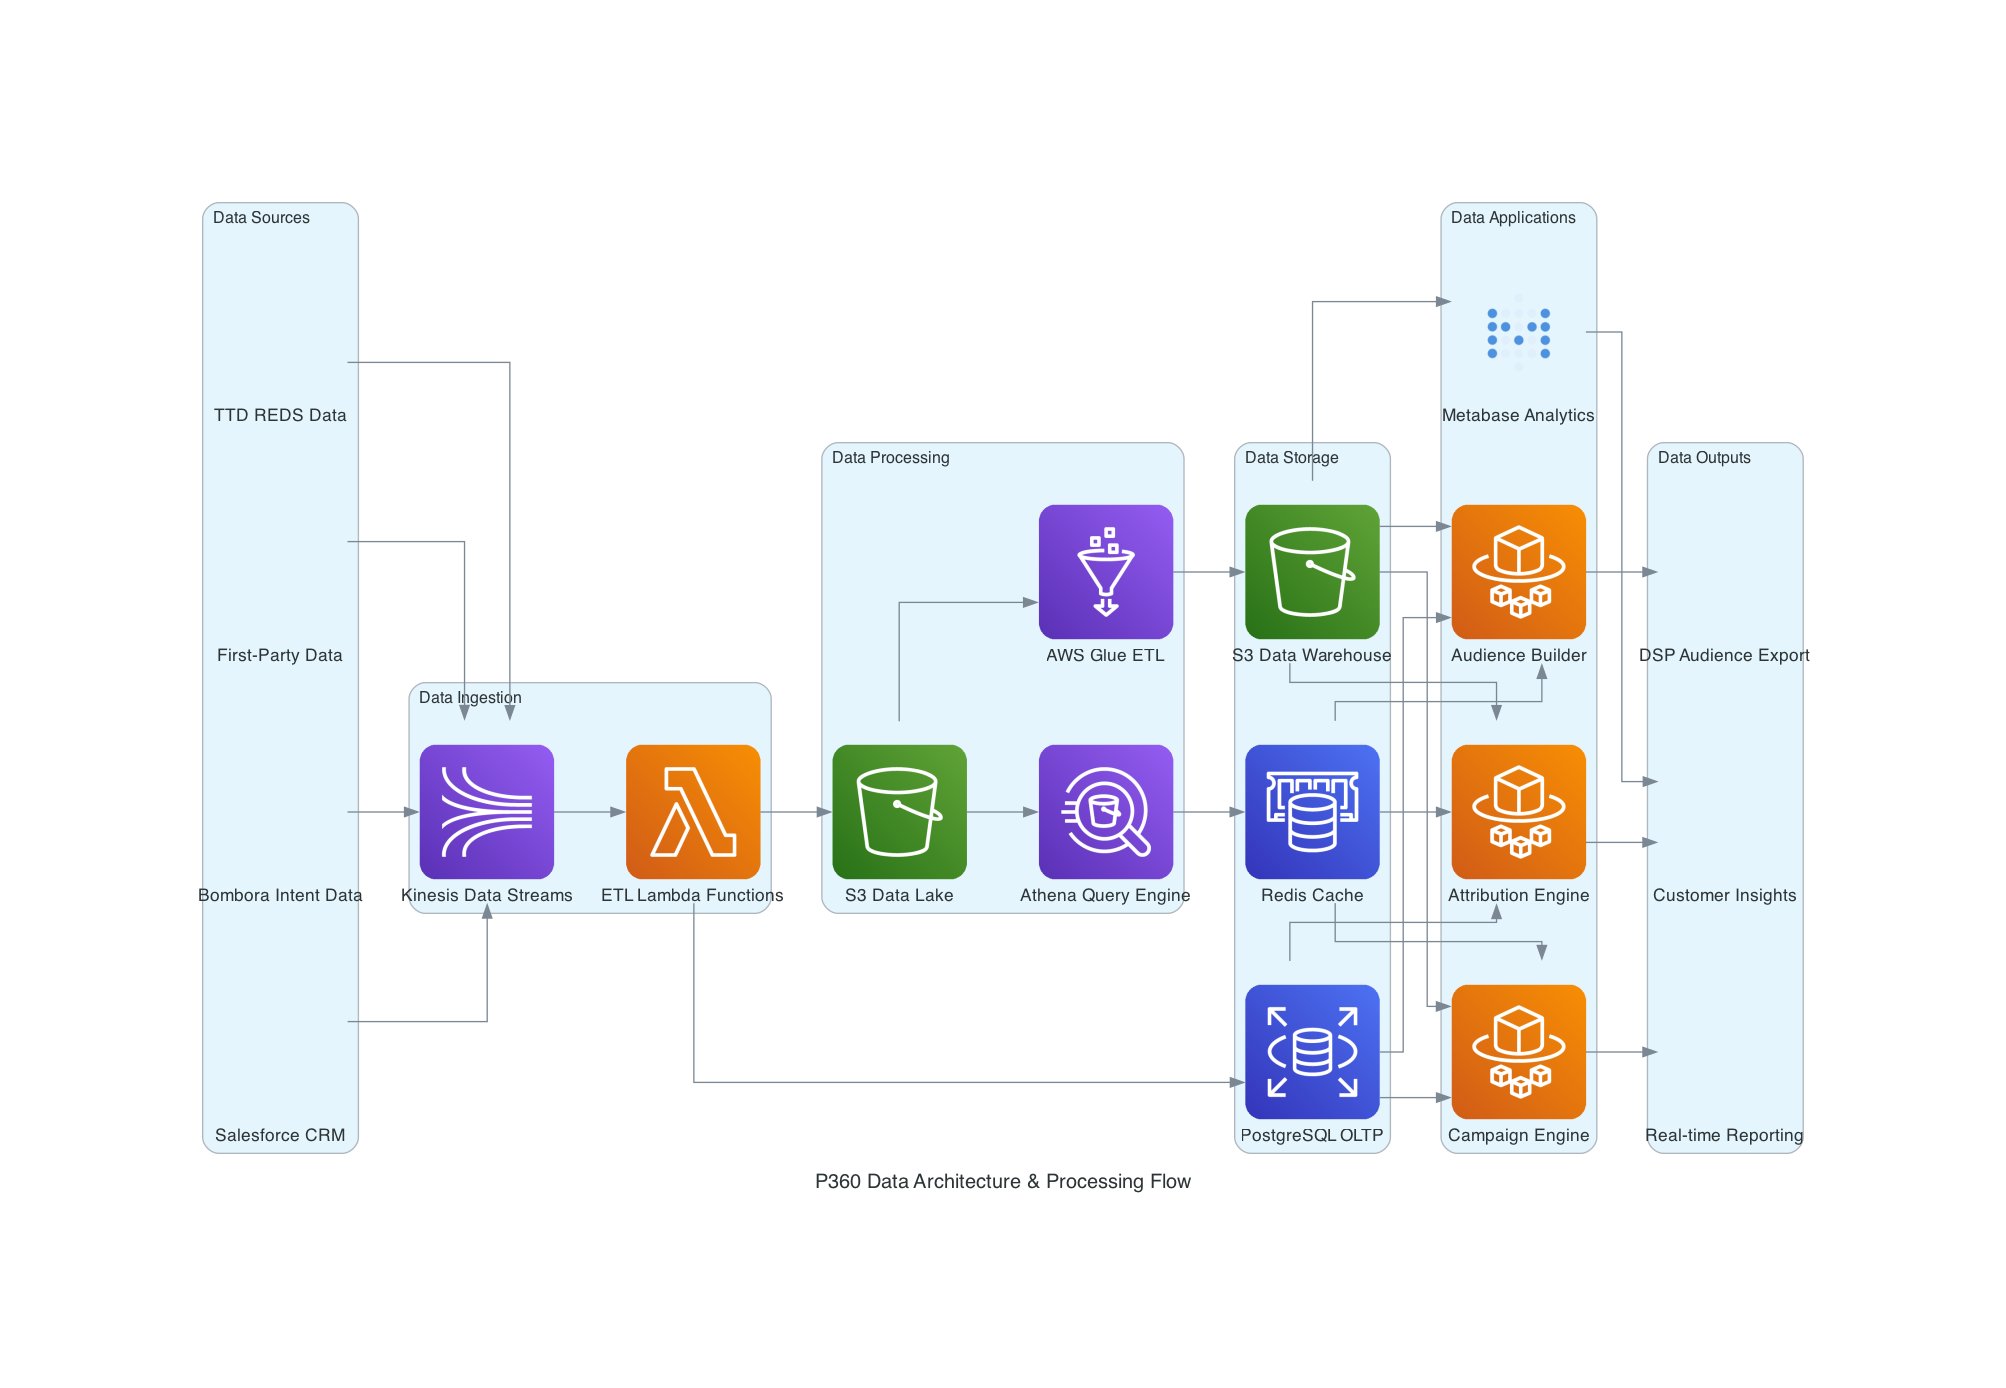 Data Sources
TTD REDS Data
First-Party Data
Bombora Intent Data
Salesforce CRM
Data Ingestion
Kinesis Data Streams
ETL Lambda Functions
Data Processing
AWS Glue ETL
S3 Data Lake
Athena Query Engine
Data Storage
S3 Data Warehouse
Redis Cache
PostgreSQL OLTP
Data Applications
Metabase Analytics
Audience Builder
Attribution Engine
Campaign Engine
Data Outputs
DSP Audience Export
Customer Insights
Real-time Reporting
P360 Data Architecture & Processing Flow